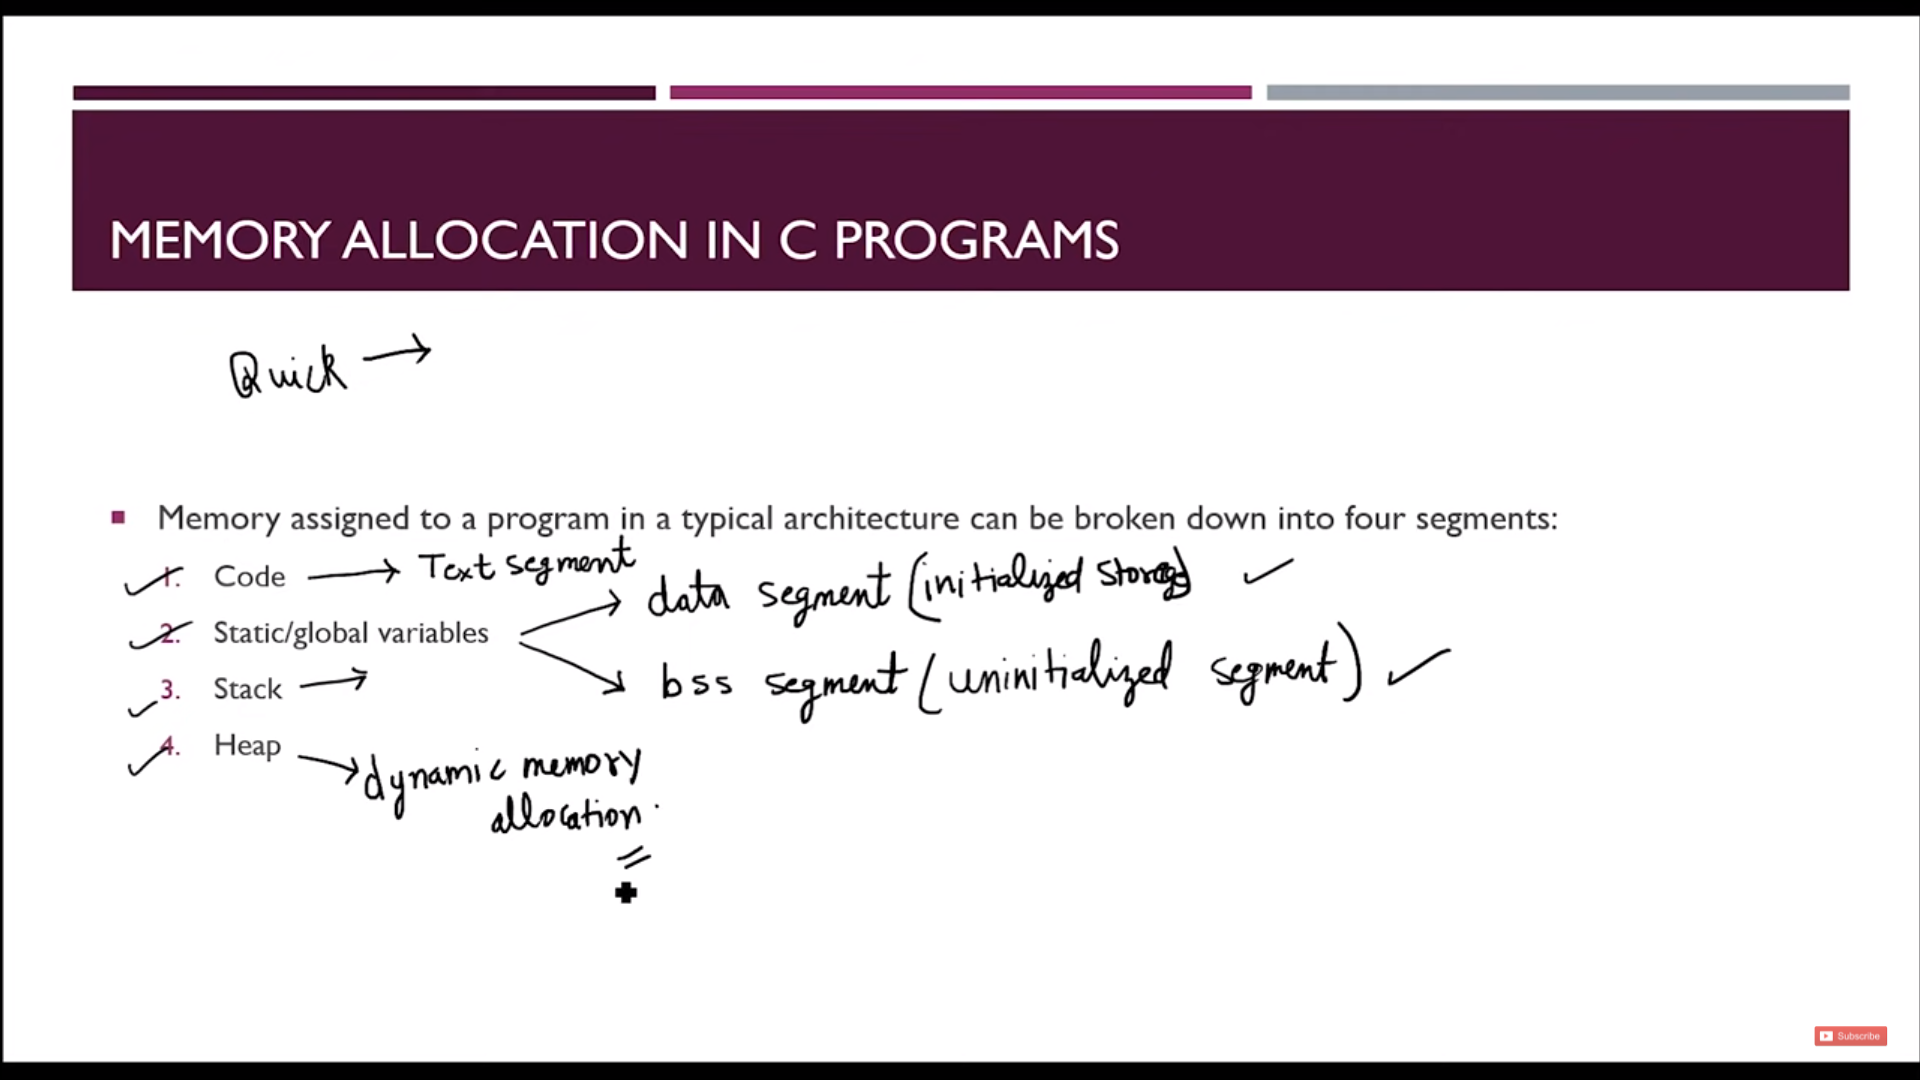 MEMORY ALLOCATION IN C PROGRAMS
Quick →
Memory assigned to a program in a typical architecture can be broken down into four segments:
1. Code → Text segment
2. Static/global variables → data segment (initialized storage)
→ bss segment (uninitialized segment)
3. Stack →
4. Heap → dynamic memory
allocation.
Subscribe